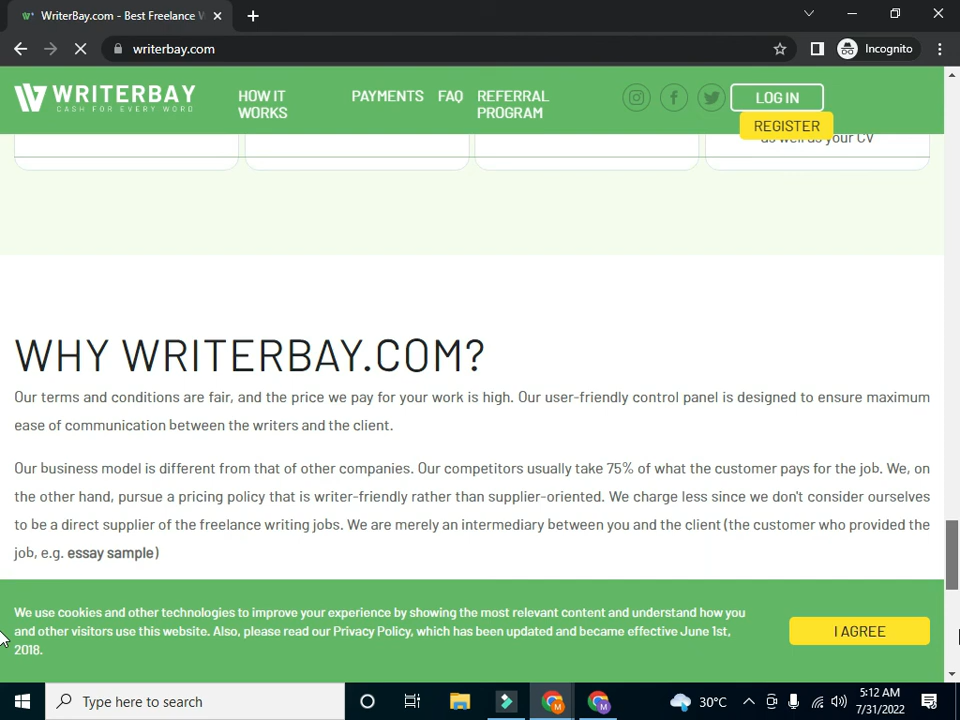 WriterBay.com - Best Freelance W
writerbay.com
Incognito
WRITERBAY
CASH FOR EVERY WORD
HOW IT
WORKS
PAYMENTS
FAQ
REFERRAL
PROGRAM
LOG IN
REGISTER
as well as your CV
WHY WRITERBAY.COM?
Our terms and conditions are fair, and the price we pay for your work is high. Our user-friendly control panel is designed to ensure maximum
ease of communication between the writers and the client.
Our business model is different from that of other companies. Our competitors usually take 75% of what the customer pays for the job. We, on
the other hand, pursue a pricing policy that is writer-friendly rather than supplier-oriented. We charge less since we don't consider ourselves
to be a direct supplier of the freelance writing jobs. We are merely an intermediary between you and the client (the customer who provided the
job, e.g. essay sample)
We use cookies and other technologies to improve your experience by showing the most relevant content and understand how you
and other visitors use this website. Also, please read our Privacy Policy, which has been updated and became effective June 1st,
2018.
I AGREE
Type here to search
30°C
5:12 AM
7/31/2022